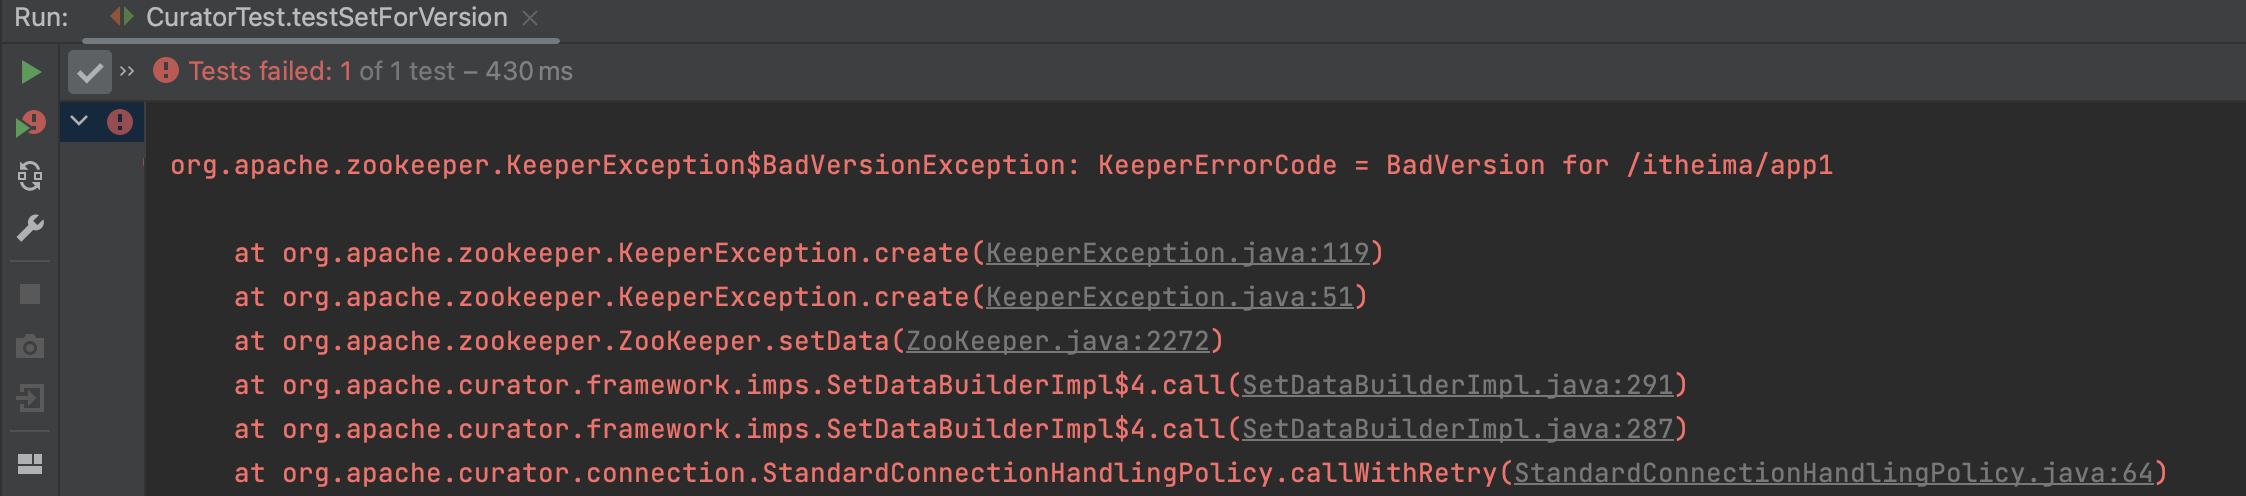 Run: CuratorTest.testSetForVersion
Tests failed: 1 of 1 test – 430 ms
org.apache.zookeeper.KeeperException$BadVersionException: KeeperErrorCode = BadVersion for /itheima/app1
at org.apache.zookeeper.KeeperException.create(KeeperException.java:119)
at org.apache.zookeeper.KeeperException.create(KeeperException.java:51)
at org.apache.zookeeper.ZooKeeper.setData(ZooKeeper.java:2272)
at org.apache.curator.framework.imps.SetDataBuilderImpl$4.call(SetDataBuilderImpl.java:291)
at org.apache.curator.framework.imps.SetDataBuilderImpl$4.call(SetDataBuilderImpl.java:287)
at org.apache.curator.connection.StandardConnectionHandlingPolicy.callWithRetry(StandardConnectionHandlingPolicy.java:64)